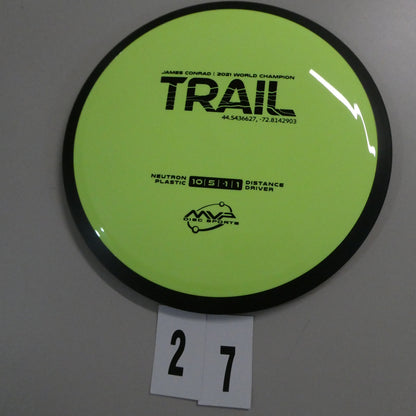 JAMES CONRAD | 2021 WORLD CHAMPION
TRAIL
44.5436627, -72.8142903
NEUTRON PLASTIC 10 | 5 | -1 | 1 DISTANCE DRIVER
MVP
DISC SPORTS
2 7